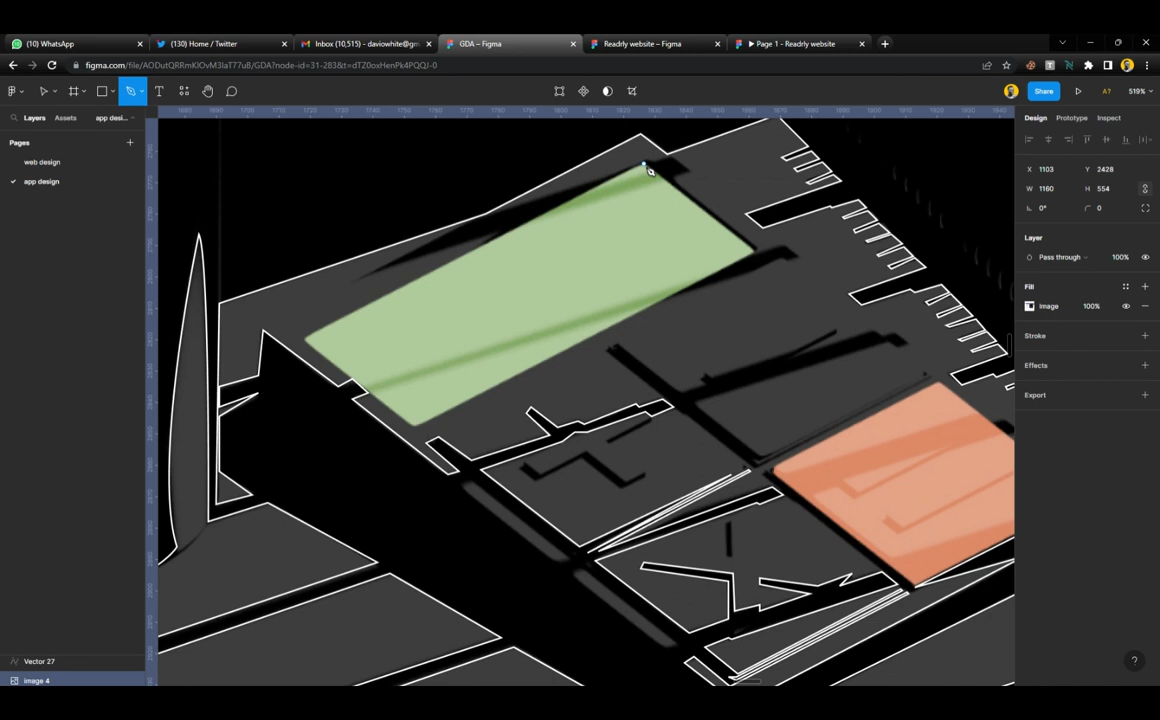 (10) WhatsApp
(130) Home / Twitter
Inbox (10,515) - daviowhite@gm
GDA – Figma
Readrly website – Figma
▶ Page 1 - Readrly website
figma.com/file/AODutQRRmKIOvM3IaT77uB/GDA?node-id=31-283&t=dTZ0oxHenPk4PQQJ-0
Share
A?
519%
Layers
Assets
app desi...
Design
Prototype
Inspect
Pages
web design
app design
X 1103
Y 2428
W 1160
H 554
0°
0
Layer
Pass through
100%
Fill
Image
100%
Stroke
Effects
Export
Vector 27
image 4
?